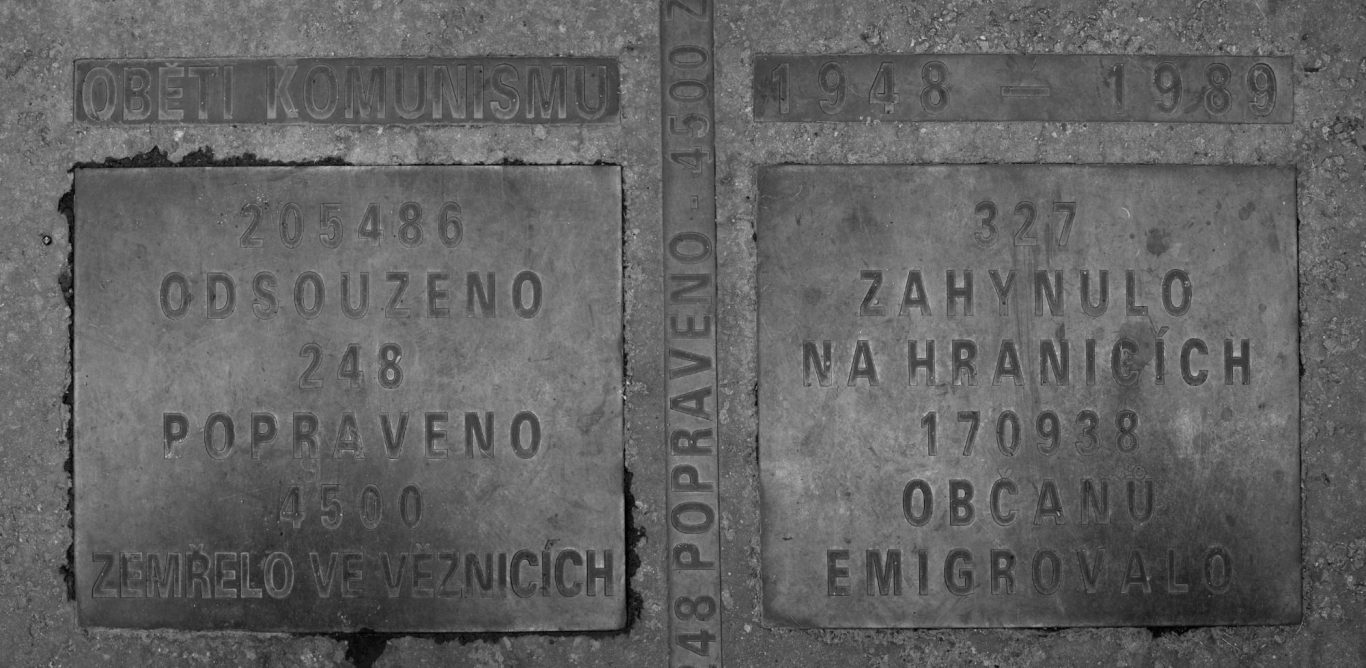 OBĚTI KOMUNISMU
205486
ODSOUZENO
248
POPRAVENO
4500
ZEMŘELO VE VĚZNICÍCH
48 POPRAVENO - 4500 Z
1948 – 1989
327
ZAHYNULO
NA HRANICÍCH
170938
OBČANŮ
EMIGROVALO